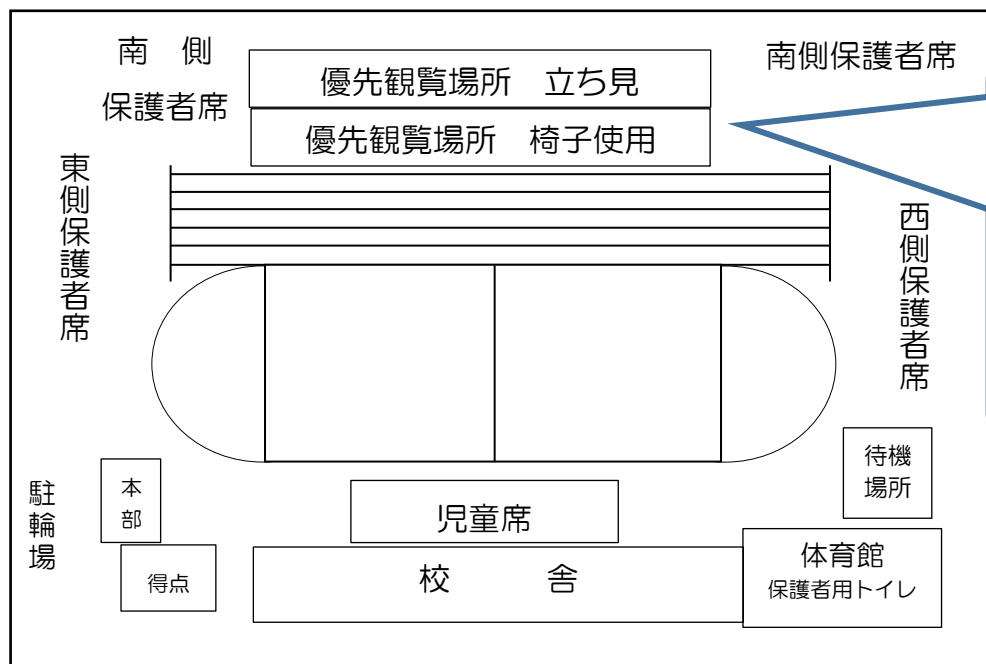 南　側
保護者席
優先観覧場所　立ち見
南側保護者席
優先観覧場所　椅子使用
東側保護者席
西側保護者席
待機
場所
駐輪場
本部
児童席
得点
校　　舎
体育館
保護者用トイレ